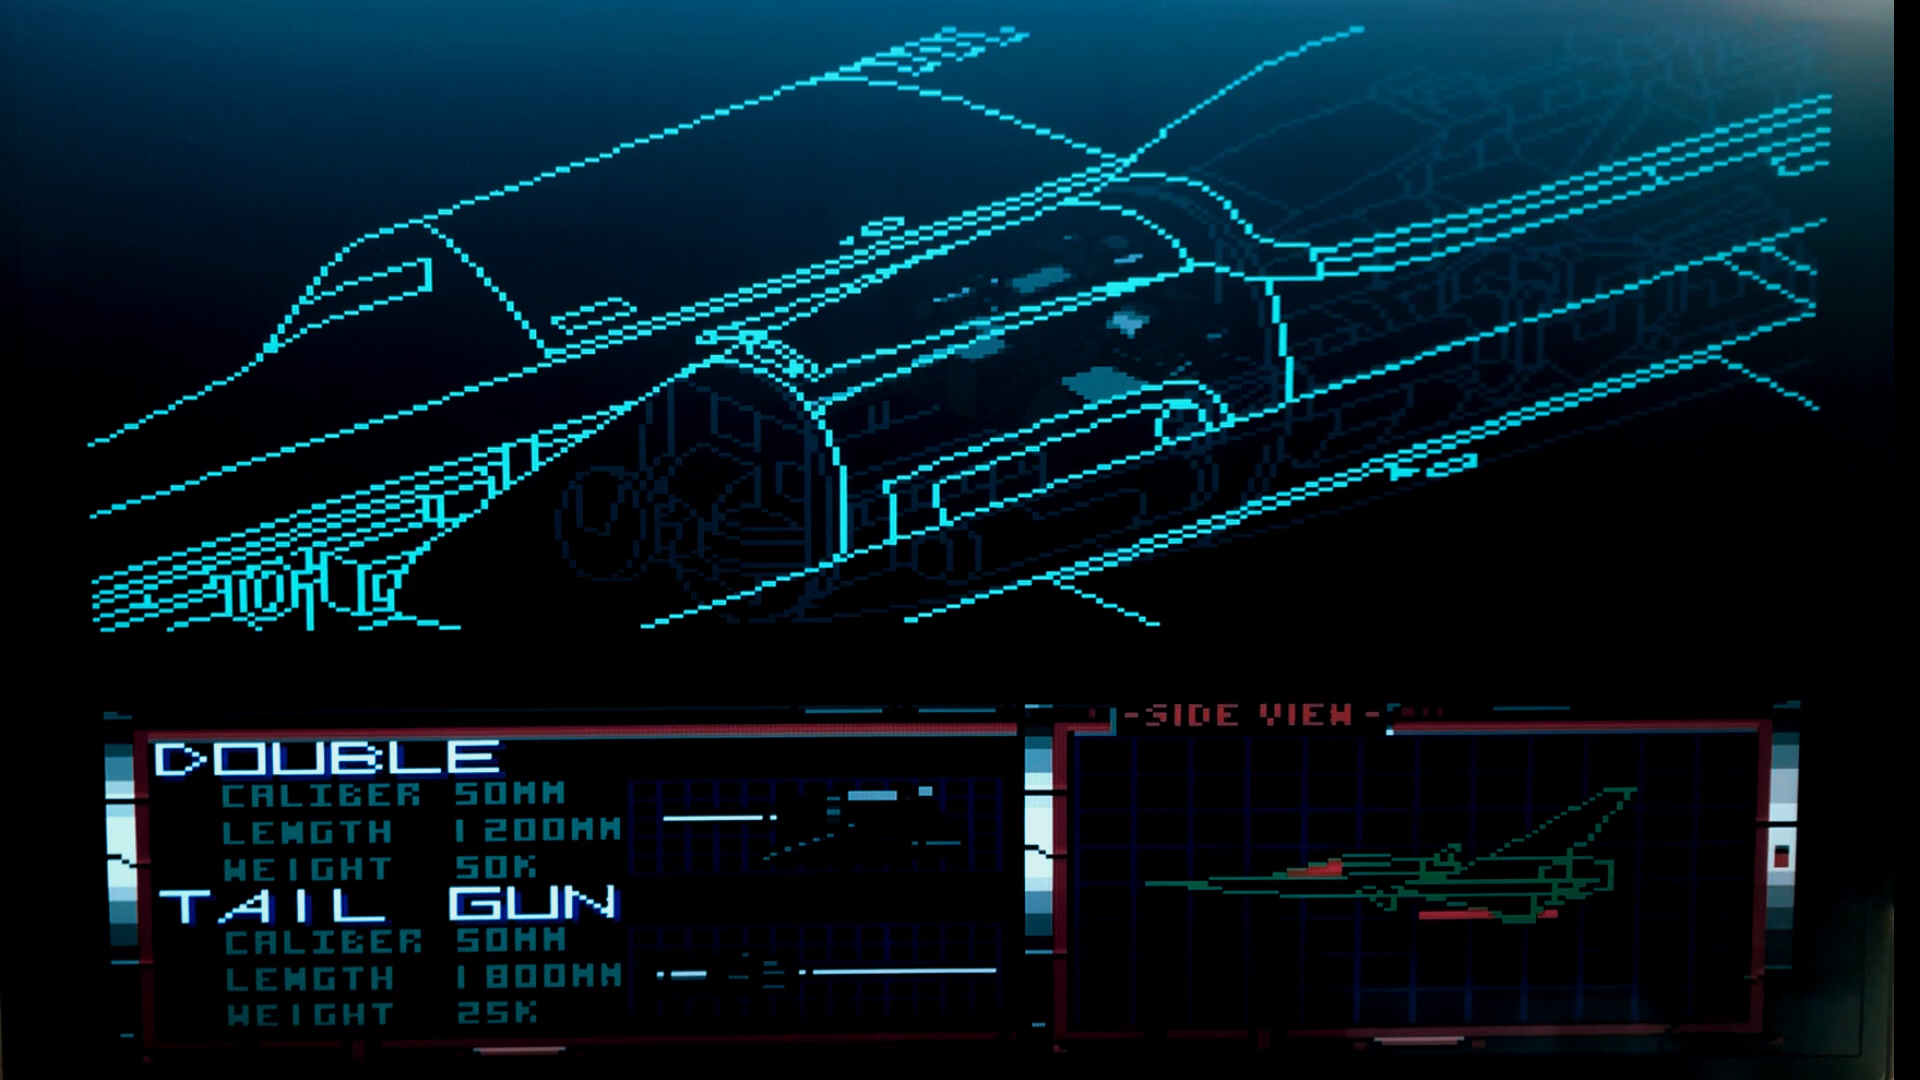 -SIDE VIEW-
DOUBLE
CALIBER 50MM
LENGTH 1200MM
WEIGHT 50K
TAIL GUN
CALIBER 50MM
LENGTH 1800MM
WEIGHT 25K